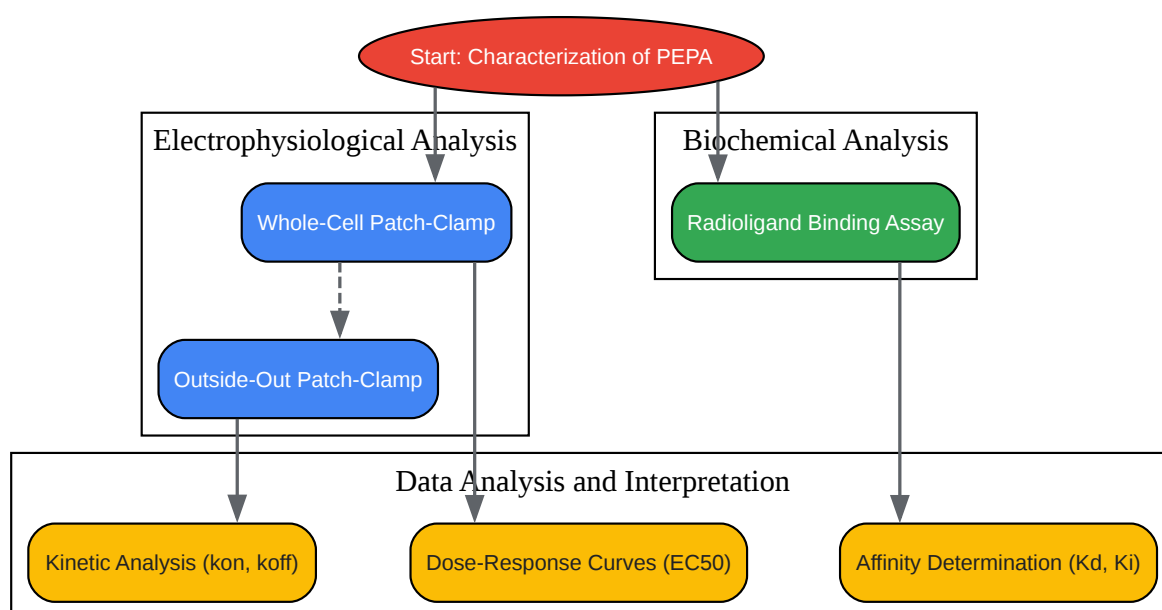 Start: Characterization of PEPA
Electrophysiological Analysis
Biochemical Analysis
Whole-Cell Patch-Clamp
Radioligand Binding Assay
Outside-Out Patch-Clamp
Data Analysis and Interpretation
Kinetic Analysis (kon, koff)
Dose-Response Curves (EC50)
Affinity Determination (Kd, Ki)